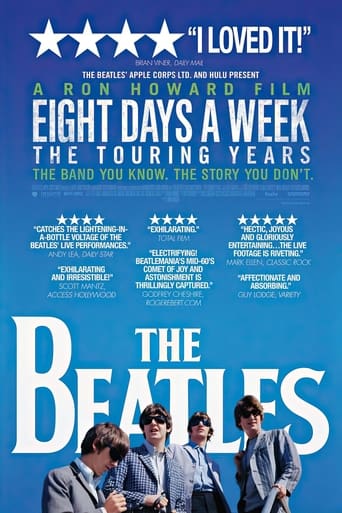 ★★★★ "I LOVED IT!"
BRIAN VINER, DAILY MAIL
THE BEATLES' APPLE CORPS LTD. AND HULU PRESENT
A RON HOWARD FILM
EIGHT DAYS A WEEK
THE TOURING YEARS
THE BAND YOU KNOW. THE STORY YOU DON'T.
★★★★
"CATCHES THE LIGHTENING-IN-
A-BOTTLE VOLTAGE OF THE
BEATLES' LIVE PERFORMANCES."
ANDY LEA, DAILY STAR
"EXHILARATING
AND IRRESISTIBLE!"
SCOTT MANTZ,
ACCESS HOLLYWOOD
★★★★
"EXHILARATING."
TOTAL FILM
"ELECTRIFYING!
BEATLEMANIA'S MID-60'S
COMET OF JOY AND
ASTONISHMENT IS
THRILLINGLY CAPTURED."
GODFREY CHESHIRE,
ROGEREBERT.COM
★★★★★
"HECTIC, JOYOUS
AND GLORIOUSLY
ENTERTAINING...THE LIVE
FOOTAGE IS RIVETING."
MARK ELLEN, CLASSIC ROCK
"AFFECTIONATE AND
ABSORBING."
GUY LODGE, VARIETY
THE
BEATLES